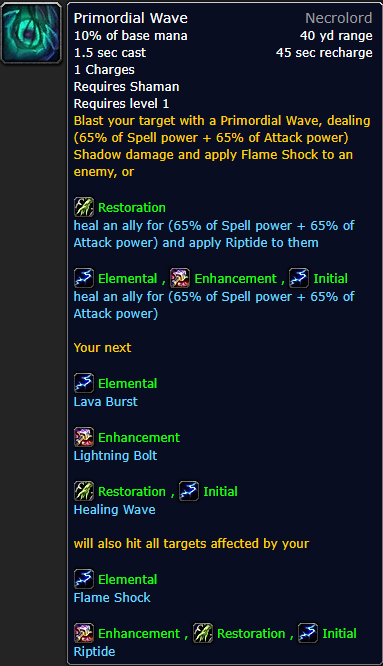 Primordial Wave Necrolord
10% of base mana 40 yd range
1.5 sec cast 45 sec recharge
1 Charges
Requires Shaman
Requires level 1
Blast your target with a Primordial Wave, dealing
(65% of Spell power + 65% of Attack power)
Shadow damage and apply Flame Shock to an
enemy, or
Restoration
heal an ally for (65% of Spell power + 65% of
Attack power) and apply Riptide to them
Elemental , Enhancement , Initial
heal an ally for (65% of Spell power + 65% of
Attack power)
Your next
Elemental
Lava Burst
Enhancement
Lightning Bolt
Restoration , Initial
Healing Wave
will also hit all targets affected by your
Elemental
Flame Shock
Enhancement , Restoration , Initial
Riptide